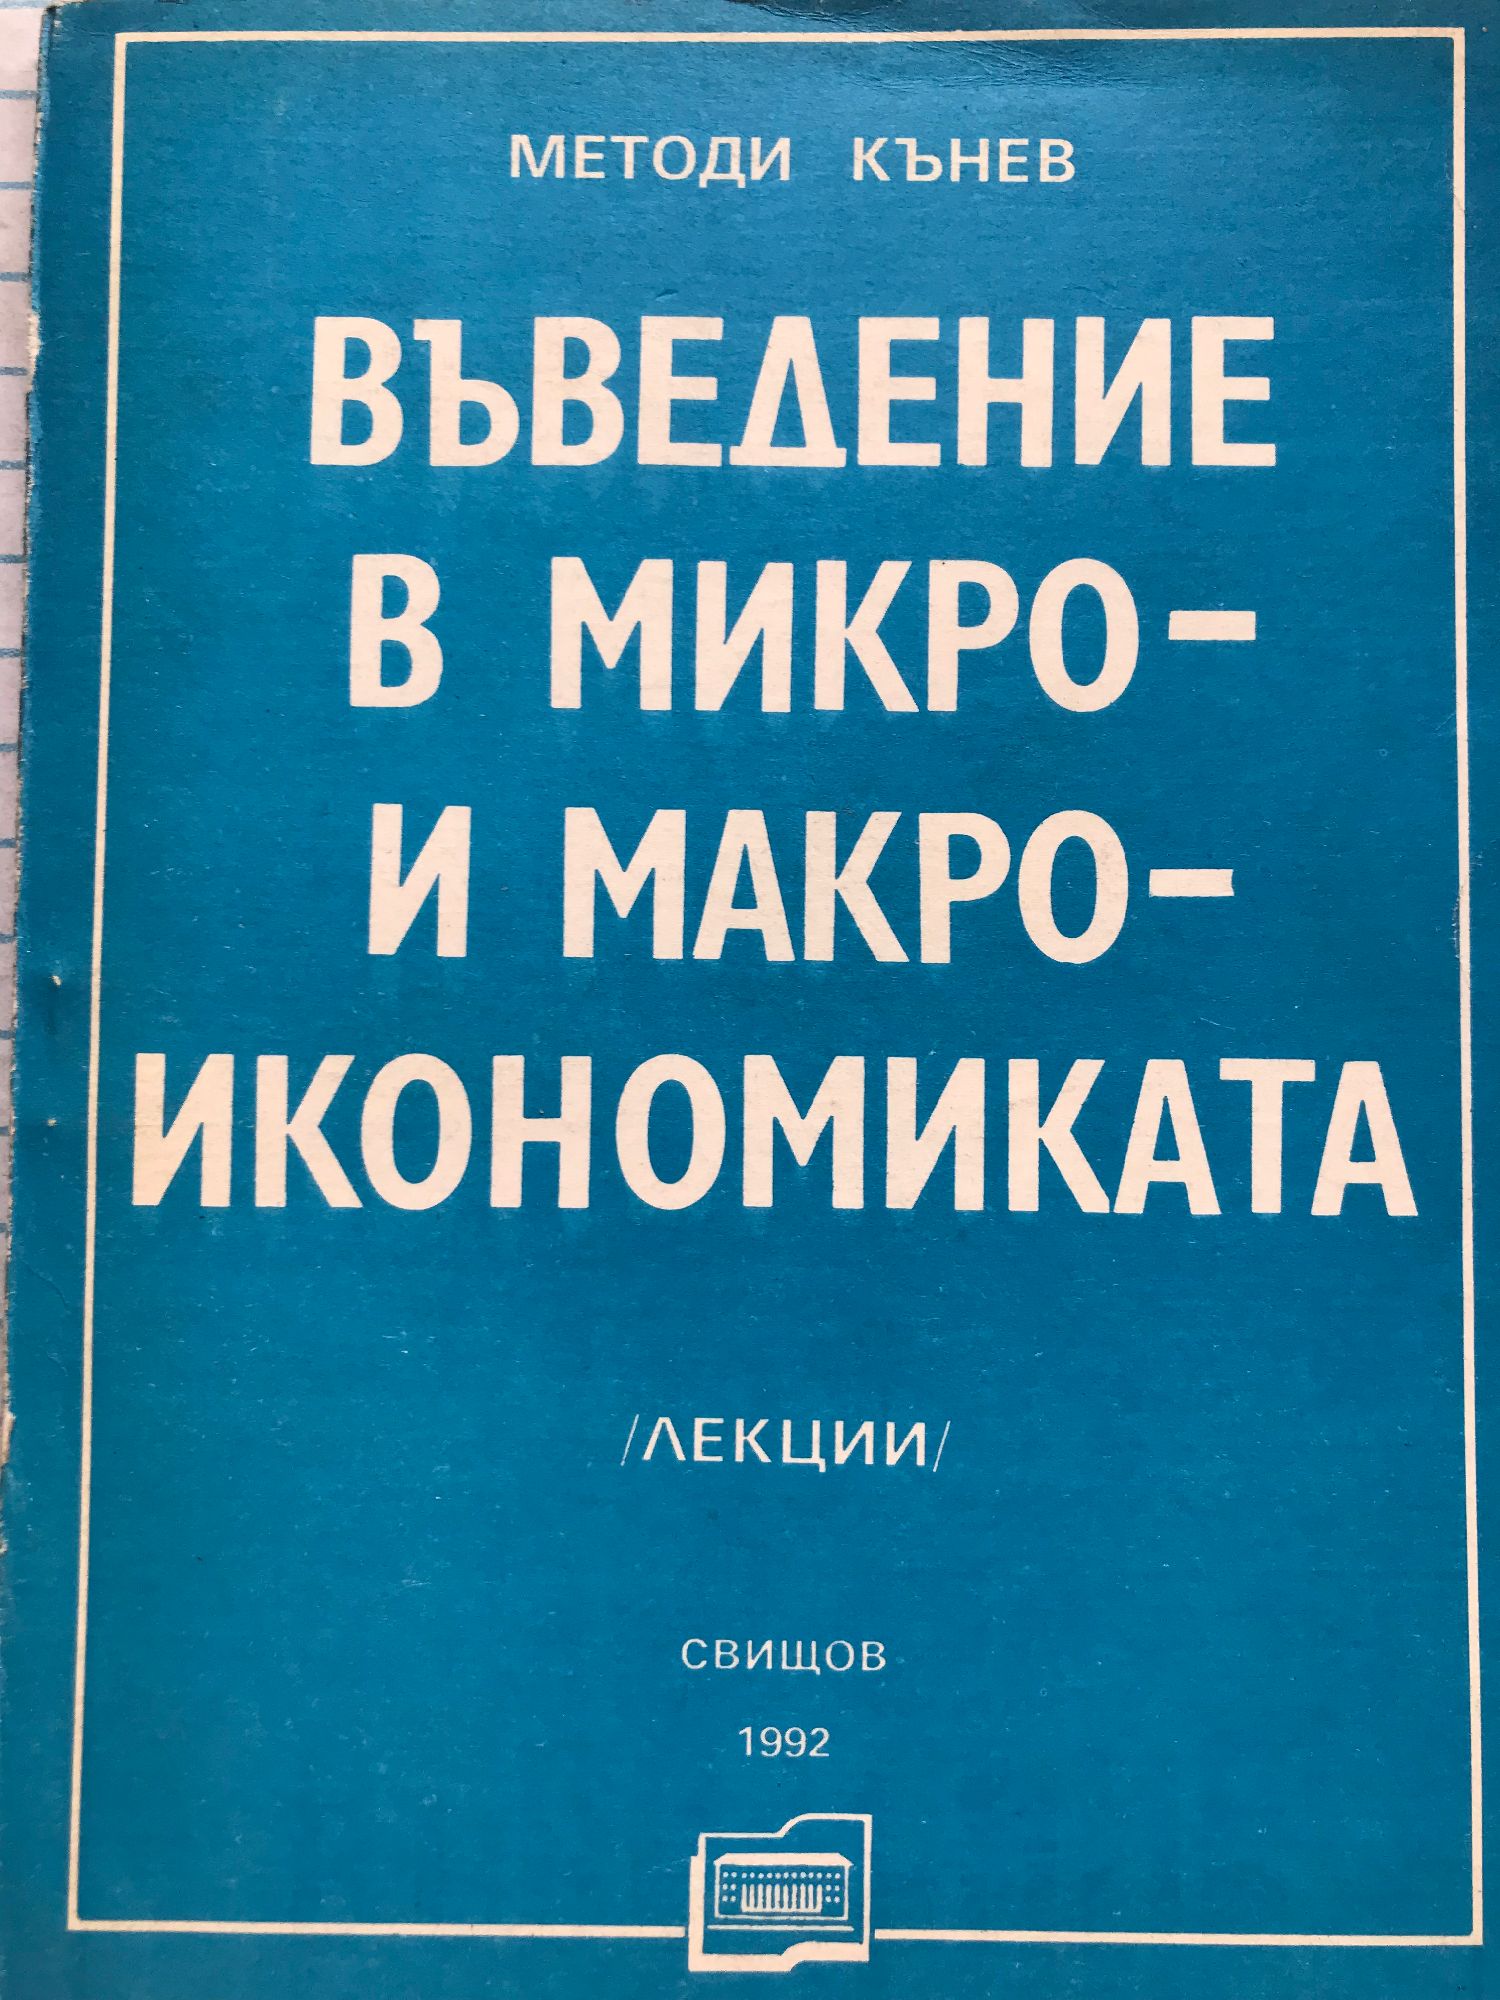 МЕТОДИ КЪНЕВ
ВЪВЕДЕНИЕ
В МИКРО-
И МАКРО-
ИКОНОМИКАТА
/ЛЕКЦИИ/
СВИЩОВ
1992